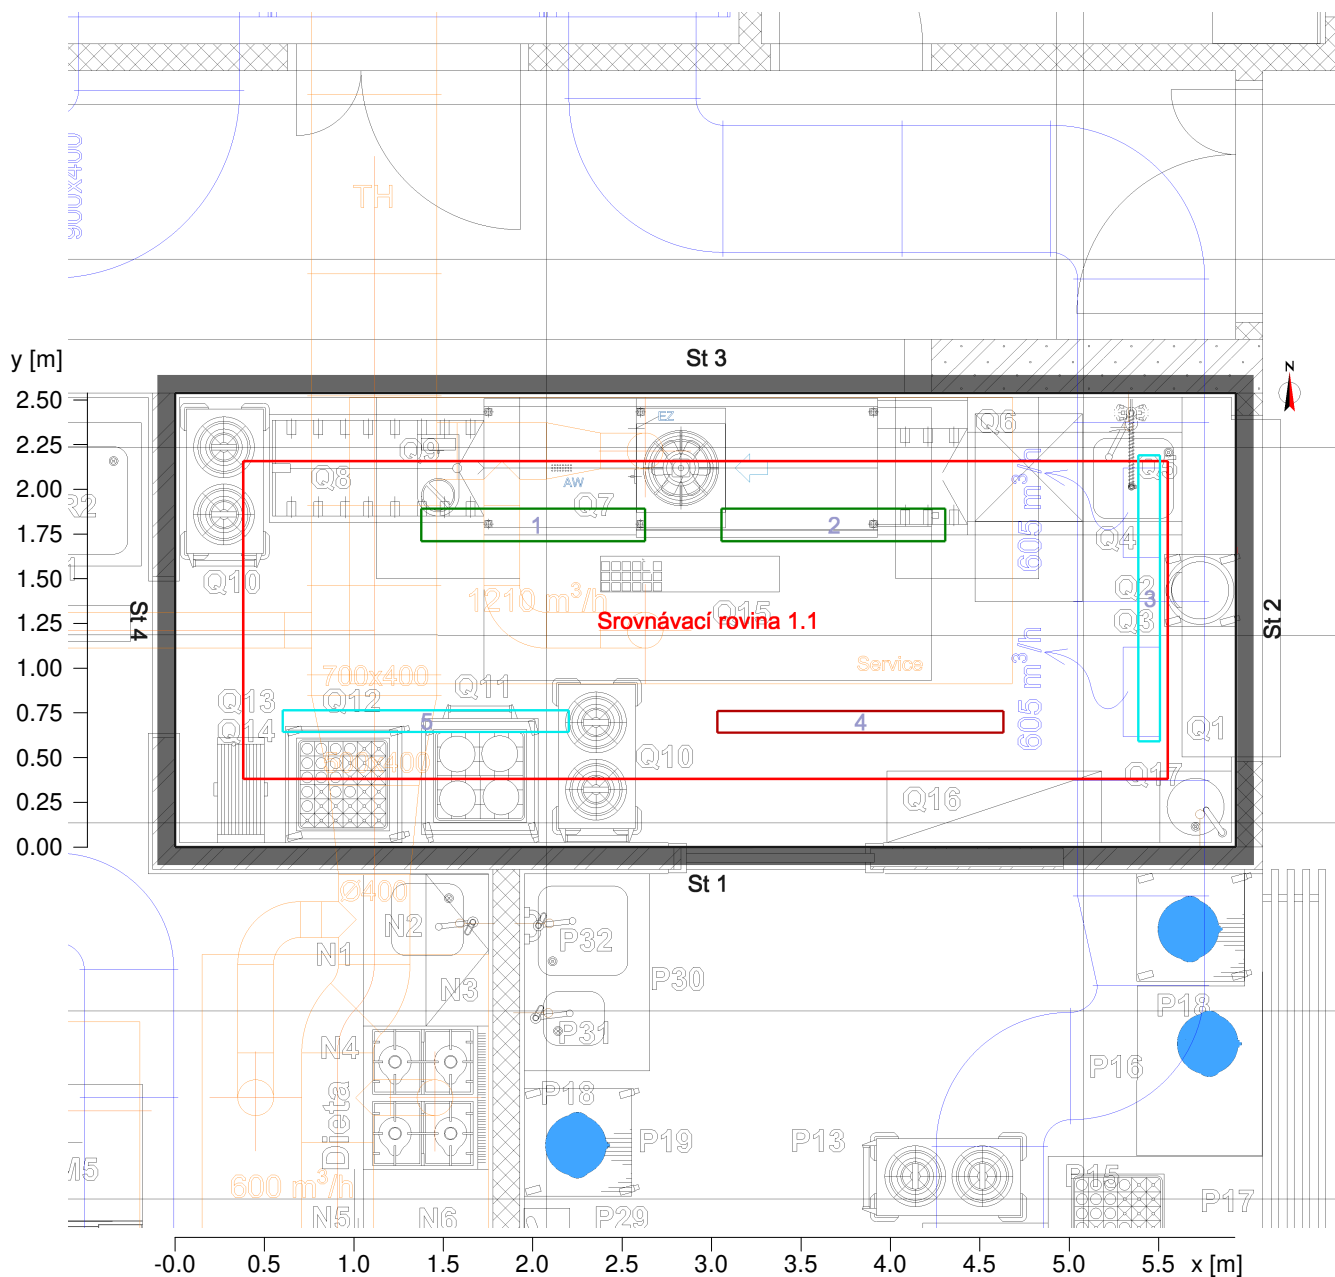 900x400
TH
y [m]
St 3
z
2.50
2.25
2.00
1.75
1.50
1.25
1.00
0.75
0.50
0.25
0.00
EZ
AW
Q9
Q8
Q7
Q6
Q5
Q4
Q2
Q3
Q10
Q15
1
2
3
4
5
605 m³/h
605 m³/h
1210 m³/h
Srovnávací rovina 1.1
Service
St 4
St 2
R2
700x400
Q11
Q12
Q13
Q14
Q10
Q1
Q17
Q16
St 1
Ø400
N2
N1
N3
N4
Dieta
600 m³/h
N5
N6
P32
P30
P31
P18
P19
P29
P13
P18
P16
P15
P17
M5
-0.0 0.5 1.0 1.5 2.0 2.5 3.0 3.5 4.0 4.5 5.0 5.5 x [m]